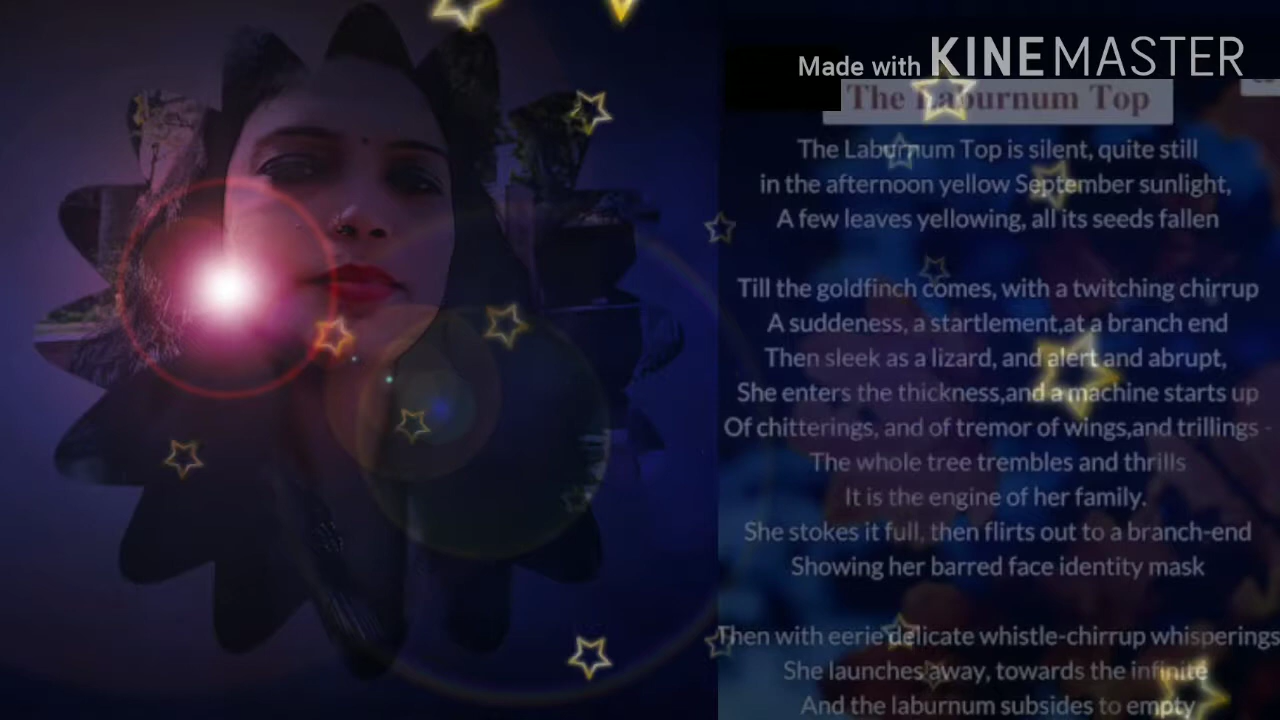 Made with KINEMASTER
The Laburnum Top
The Laburnum Top is silent, quite still
in the afternoon yellow September sunlight,
A few leaves yellowing, all its seeds fallen
Till the goldfinch comes, with a twitching chirrup
A suddeness, a startlement,at a branch end
Then sleek as a lizard, and alert and abrupt,
She enters the thickness,and a machine starts up
Of chitterings, and of tremor of wings,and trillings -
The whole tree trembles and thrills
It is the engine of her family.
She stokes it full, then flirts out to a branch-end
Showing her barred face identity mask
Then with eerie delicate whistle-chirrup whisperings
She launches away, towards the infinite
And the laburnum subsides to empty